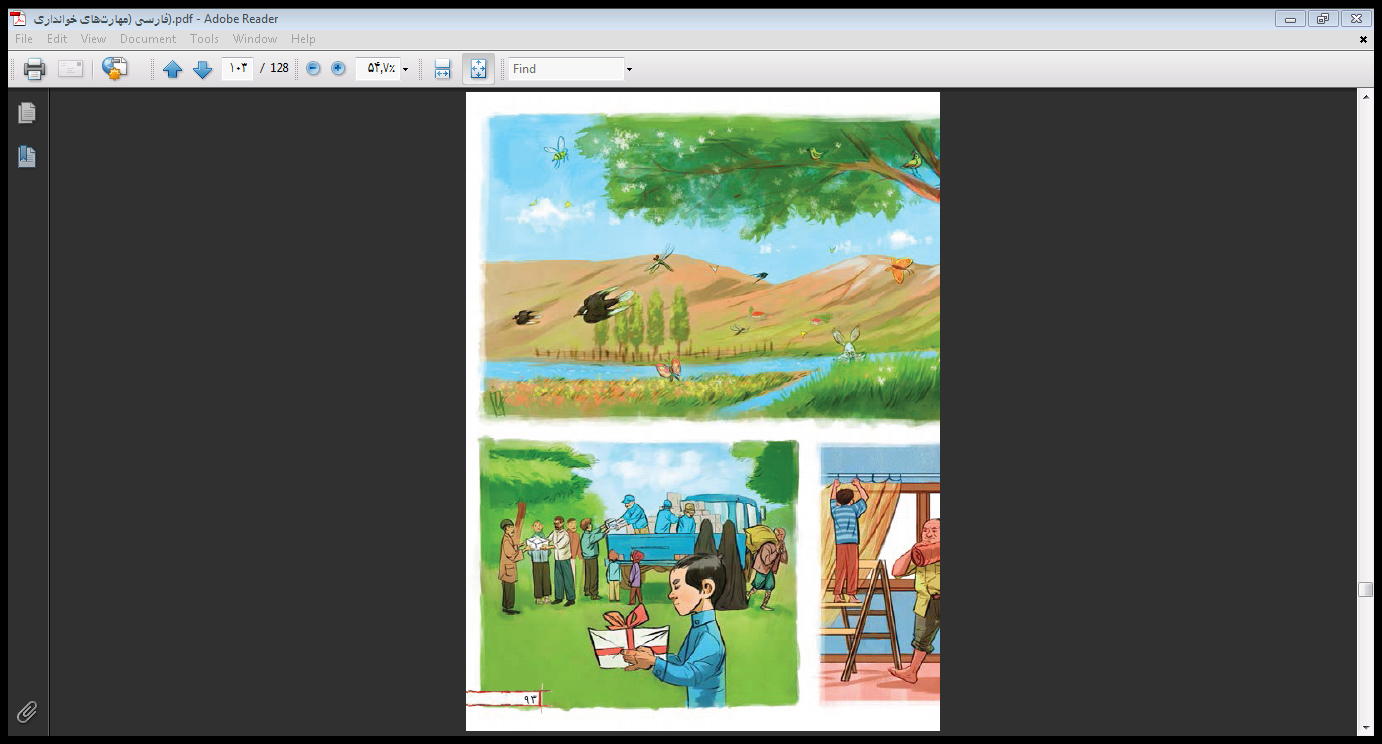 فارسی (مهارت‌های خوانداری).pdf - Adobe Reader
File Edit View Document Tools Window Help
۱۰۳ / 128 ۵۴٫۷٪ Find
۹۳